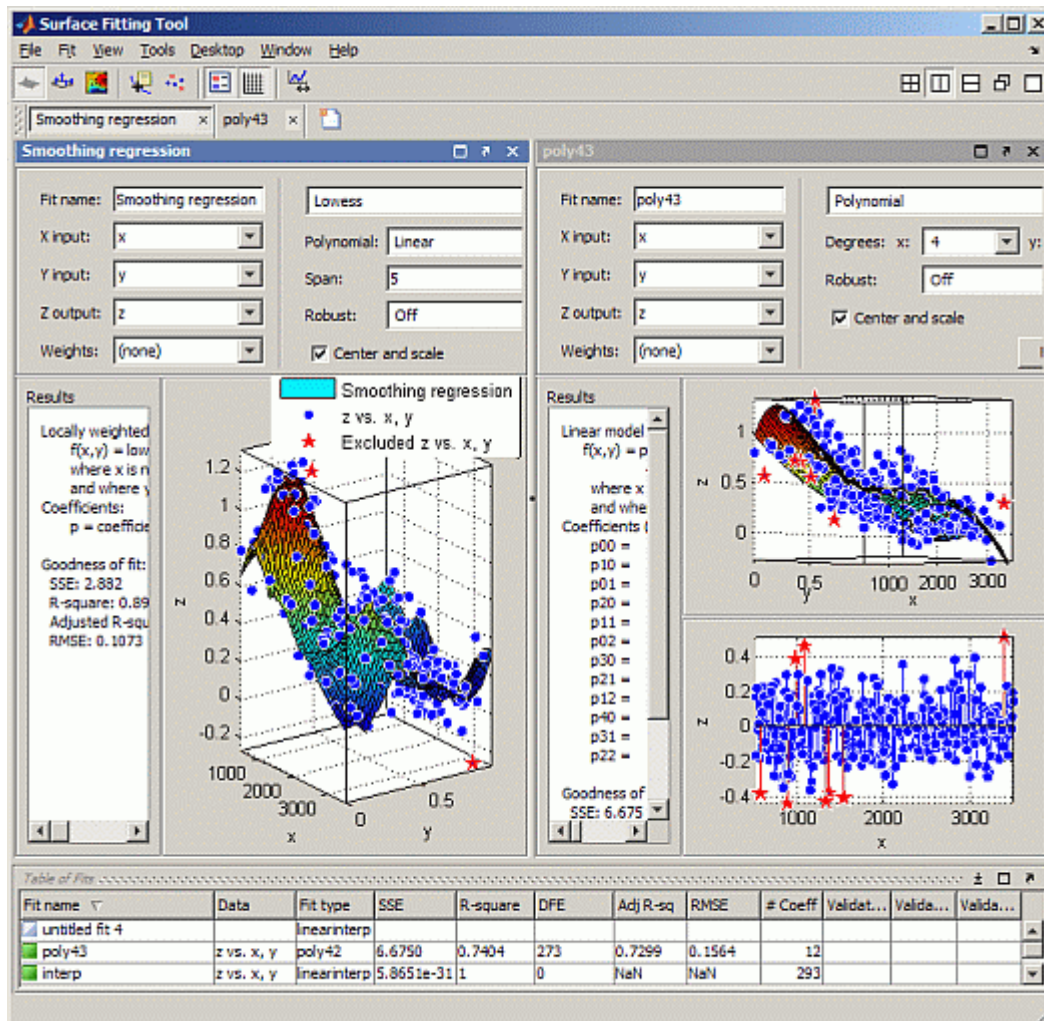 Surface Fitting Tool
File Fit View Tools Desktop Window Help
Smoothing regression x poly43 x
Smoothing regression
Fit name: Smoothing regression
X input: x
Y input: y
Z output: z
Weights: (none)
Lowess
Polynomial: Linear
Span: 5
Robust: Off
Center and scale
Results
Locally weighted
f(x,y) = low
where x is n
and where y
Coefficients:
p = coefficie
Goodness of fit:
SSE: 2.882
R-square: 0.89
Adjusted R-squ
RMSE: 0.1073
Smoothing regression
z vs. x, y
Excluded z vs. x, y
1.2
1
0.8
0.6
0.4
0.2
0
-0.2
z
1000
2000
3000
x
0
0.5
y
poly43
Fit name: poly43
X input: x
Y input: y
Z output: z
Weights: (none)
Polynomial
Degrees: x: 4 y:
Robust: Off
Center and scale
Results
Linear model
f(x,y) = p
where x
and whe
Coefficients (
p00 =
p10 =
p01 =
p20 =
p11 =
p02 =
p30 =
p21 =
p12 =
p40 =
p31 =
p22 =
Goodness of
SSE: 6.675
1
0.5
0
z
0 0.5 1000 2000 3000
y x
0.4
0.2
0
-0.2
-0.4
z
1000 2000 3000
x
Table of Fits
Fit name Data Fit type SSE R-square DFE Adj R-sq RMSE # Coeff Validat... Valida... Valida...
untitled fit 4 linearinterp
poly43 z vs. x, y poly42 6.6750 0.7404 273 0.7299 0.1564 12
interp z vs. x, y linearinterp 5.8651e-31 1 0 NaN NaN 293